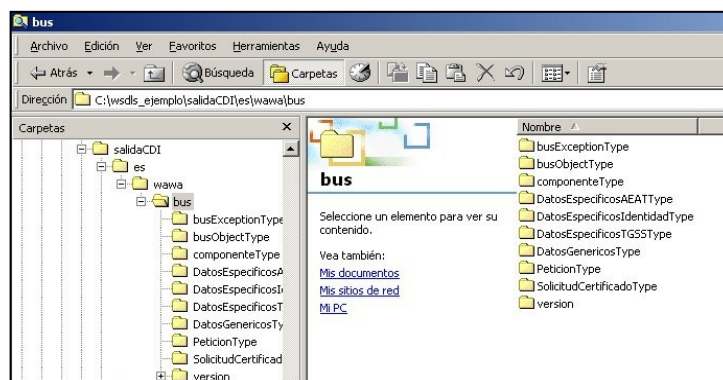 bus
Archivo Edición Ver Favoritos Herramientas Ayuda
Atrás Búsqueda Carpetas
Dirección C:\wsdls_ejemplo\salidaCDI\es\wawa\bus
Carpetas
salidaCDI
es
wawa
bus
busExceptionType
busObjectType
componenteType
DatosEspecificosA
DatosEspecificosI
DatosEspecificosT
DatosGenericosTy
PeticionType
SolicitudCertificad
version
bus
Seleccione un elemento para ver su
contenido.
Vea también:
Mis documentos
Mis sitios de red
Mi PC
Nombre
busExceptionType
busObjectType
componenteType
DatosEspecificosAEATType
DatosEspecificosIdentidadType
DatosEspecificosTGSSType
DatosGenericosType
PeticionType
SolicitudCertificadoType
version